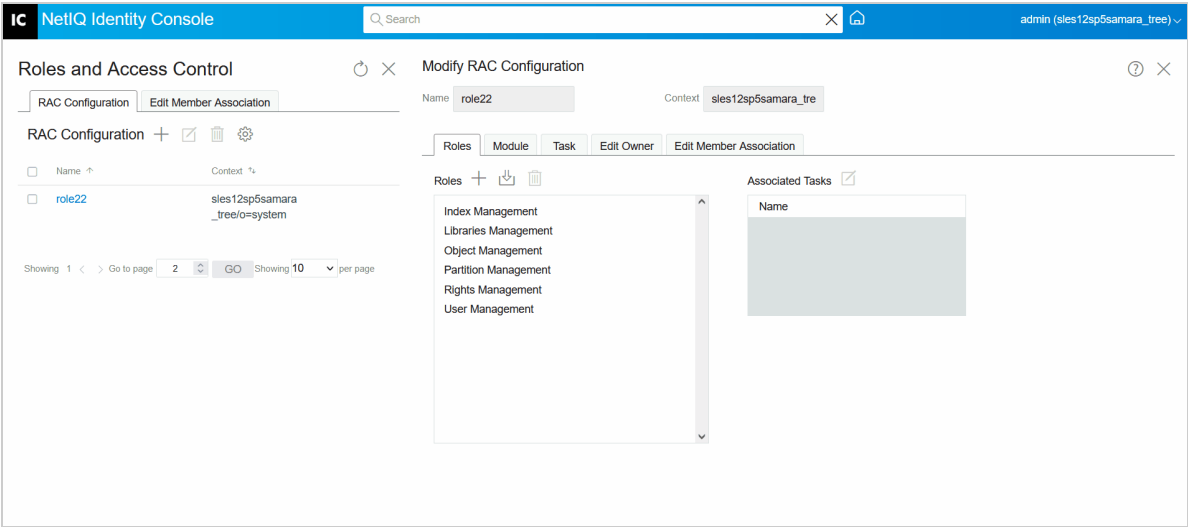 IC NetIQ Identity Console Search admin (sles12sp5samara_tree)
Roles and Access Control
RAC Configuration Edit Member Association
RAC Configuration
Name Context
role22 sles12sp5samara
_tree/o=system
Showing 1 Go to page 2 GO Showing 10 per page
Modify RAC Configuration
Name role22 Context sles12sp5samara_tre
Roles Module Task Edit Owner Edit Member Association
Roles
Index Management
Libraries Management
Object Management
Partition Management
Rights Management
User Management
Associated Tasks
Name